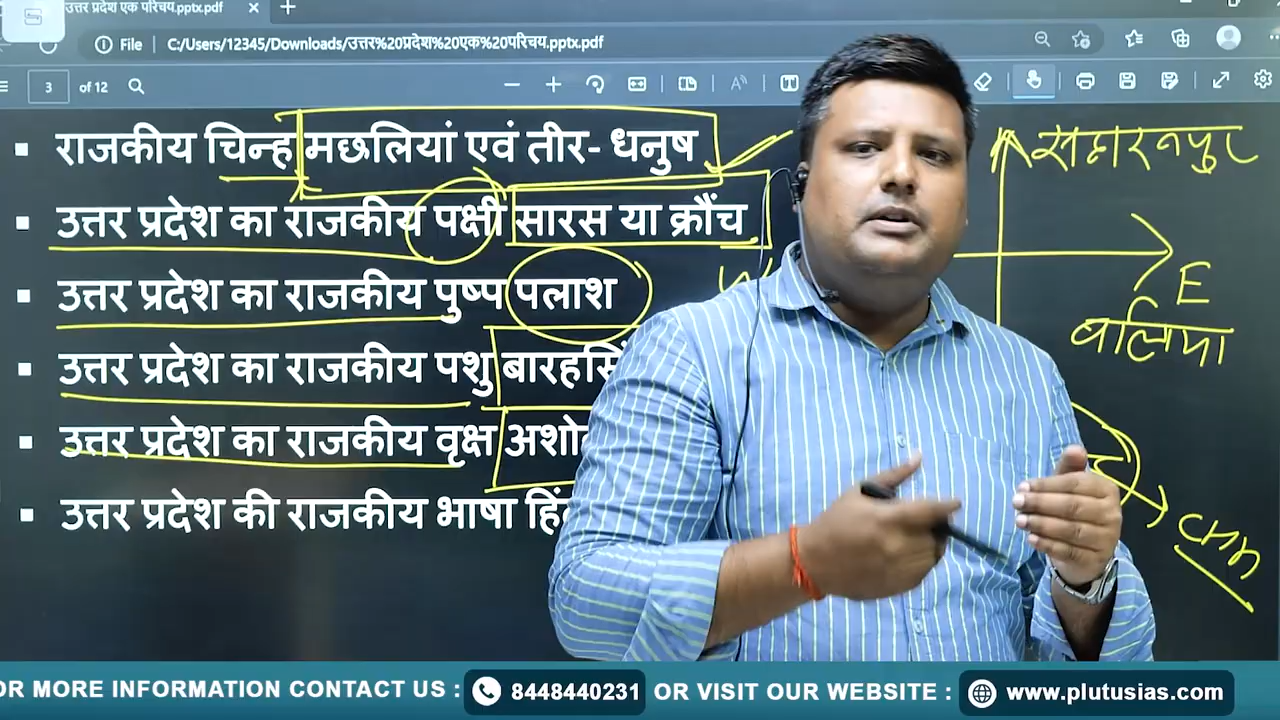 उत्तर प्रदेश एक परिचय.pptx.pdf
File C:/Users/12345/Downloads/उत्तर%20प्रदेश%20एक%20परिचय.pptx.pdf
3 of 12
राजकीय चिन्ह मछलियां एवं तीर- धनुष
उत्तर प्रदेश का राजकीय पक्षी सारस या क्रौंच
उत्तर प्रदेश का राजकीय पुष्प पलाश
उत्तर प्रदेश का राजकीय पशु
उत्तर प्रदेश का राजकीय वृक्ष
उत्तर प्रदेश की राजकीय भाषा
सहारनपुर
E
बलिया
OR MORE INFORMATION CONTACT US : 8448440231 OR VISIT OUR WEBSITE : www.plutusias.com